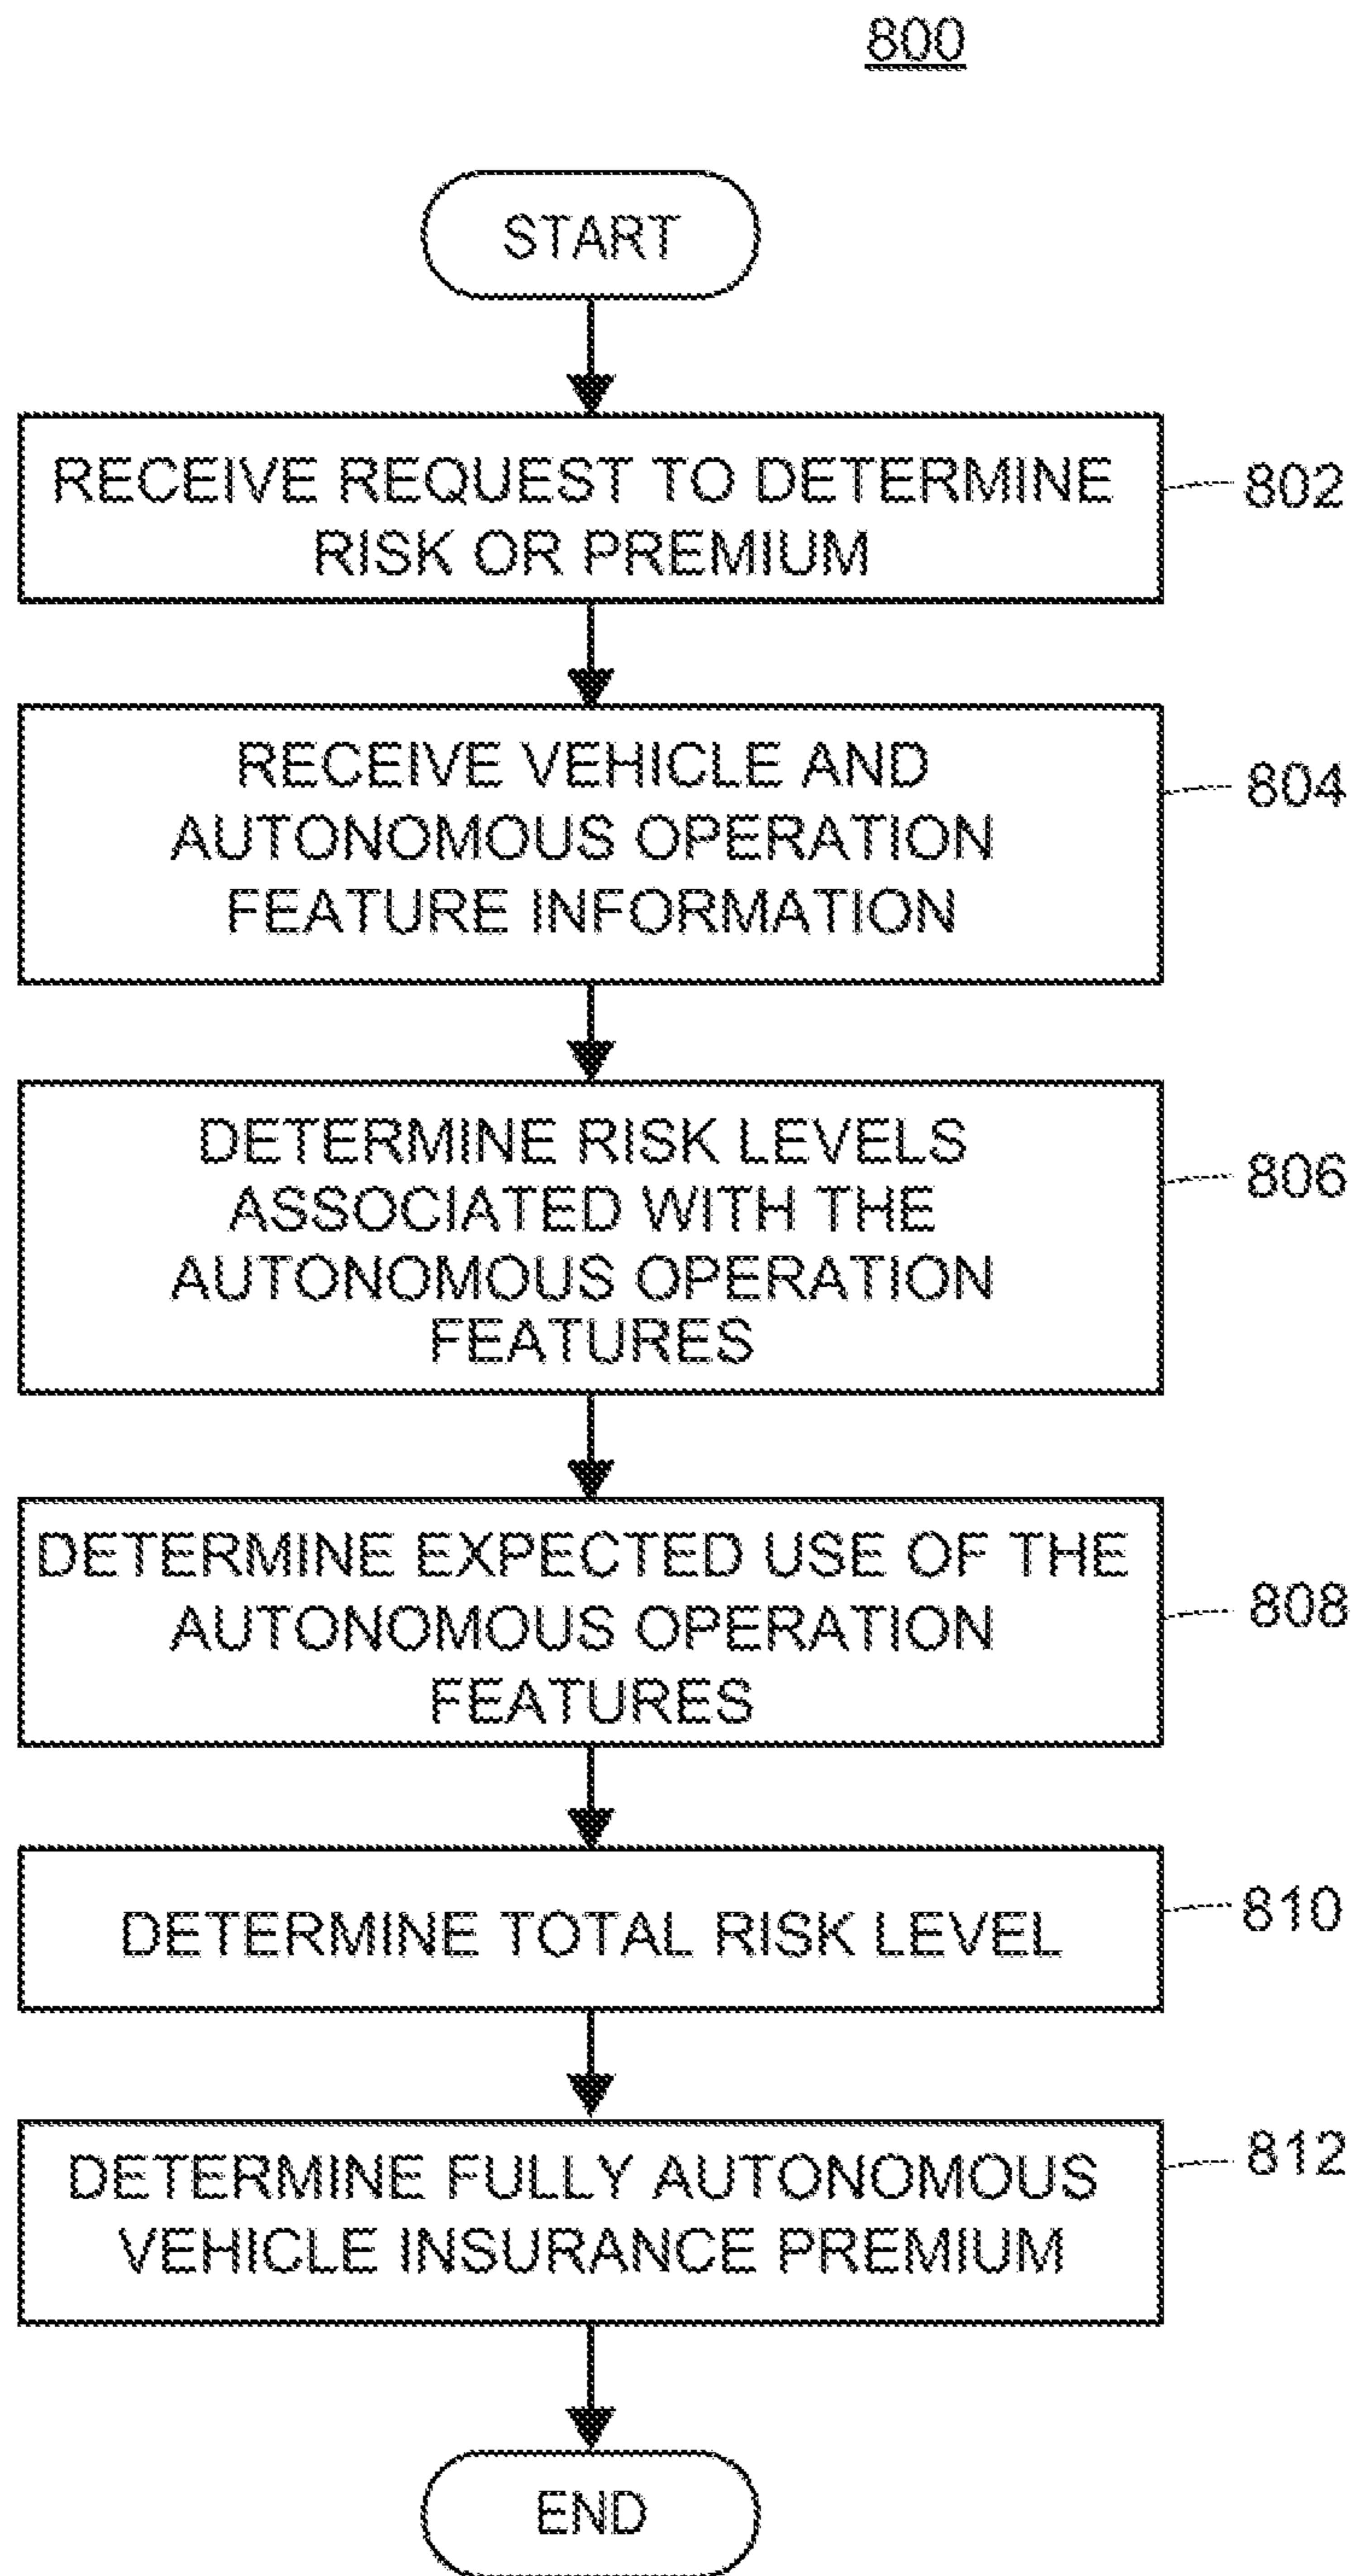 800
START
RECEIVE REQUEST TO DETERMINE
RISK OR PREMIUM
802
RECEIVE VEHICLE AND
AUTONOMOUS OPERATION
FEATURE INFORMATION
804
DETERMINE RISK LEVELS
ASSOCIATED WITH THE
AUTONOMOUS OPERATION
FEATURES
806
DETERMINE EXPECTED USE OF THE
AUTONOMOUS OPERATION
FEATURES
808
DETERMINE TOTAL RISK LEVEL
810
DETERMINE FULLY AUTONOMOUS
VEHICLE INSURANCE PREMIUM
812
END